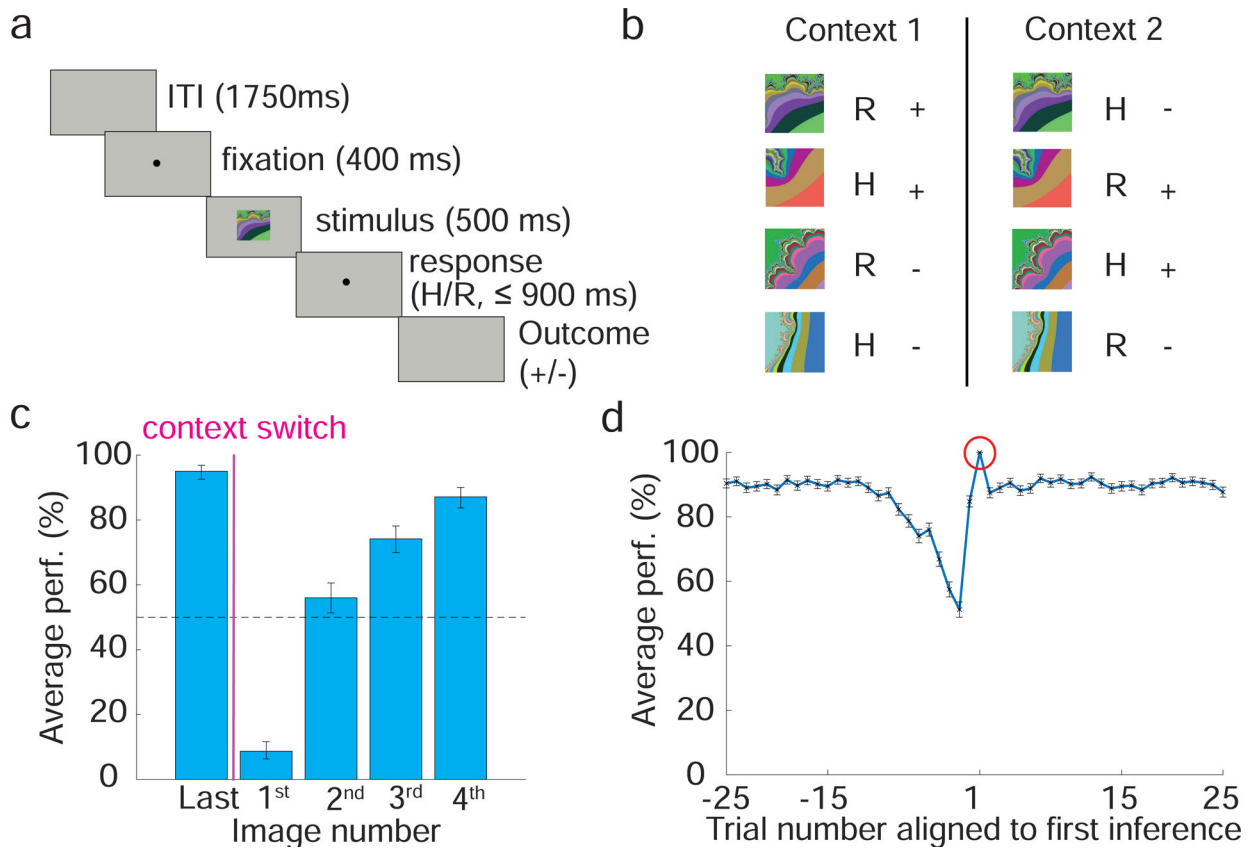 a
ITI (1750ms)
fixation (400 ms)
stimulus (500 ms)
response
(H/R, ≤ 900 ms)
Outcome
(+/-)
b
Context 1
Context 2
R +
H -
H +
R +
R -
H +
H -
R -
c
context switch
Average perf. (%)
100
80
60
40
20
0
Last
1st
2nd
3rd
4th
Image number
d
Average perf. (%)
100
80
60
40
20
0
-25
-15
1
15
25
Trial number aligned to first inference